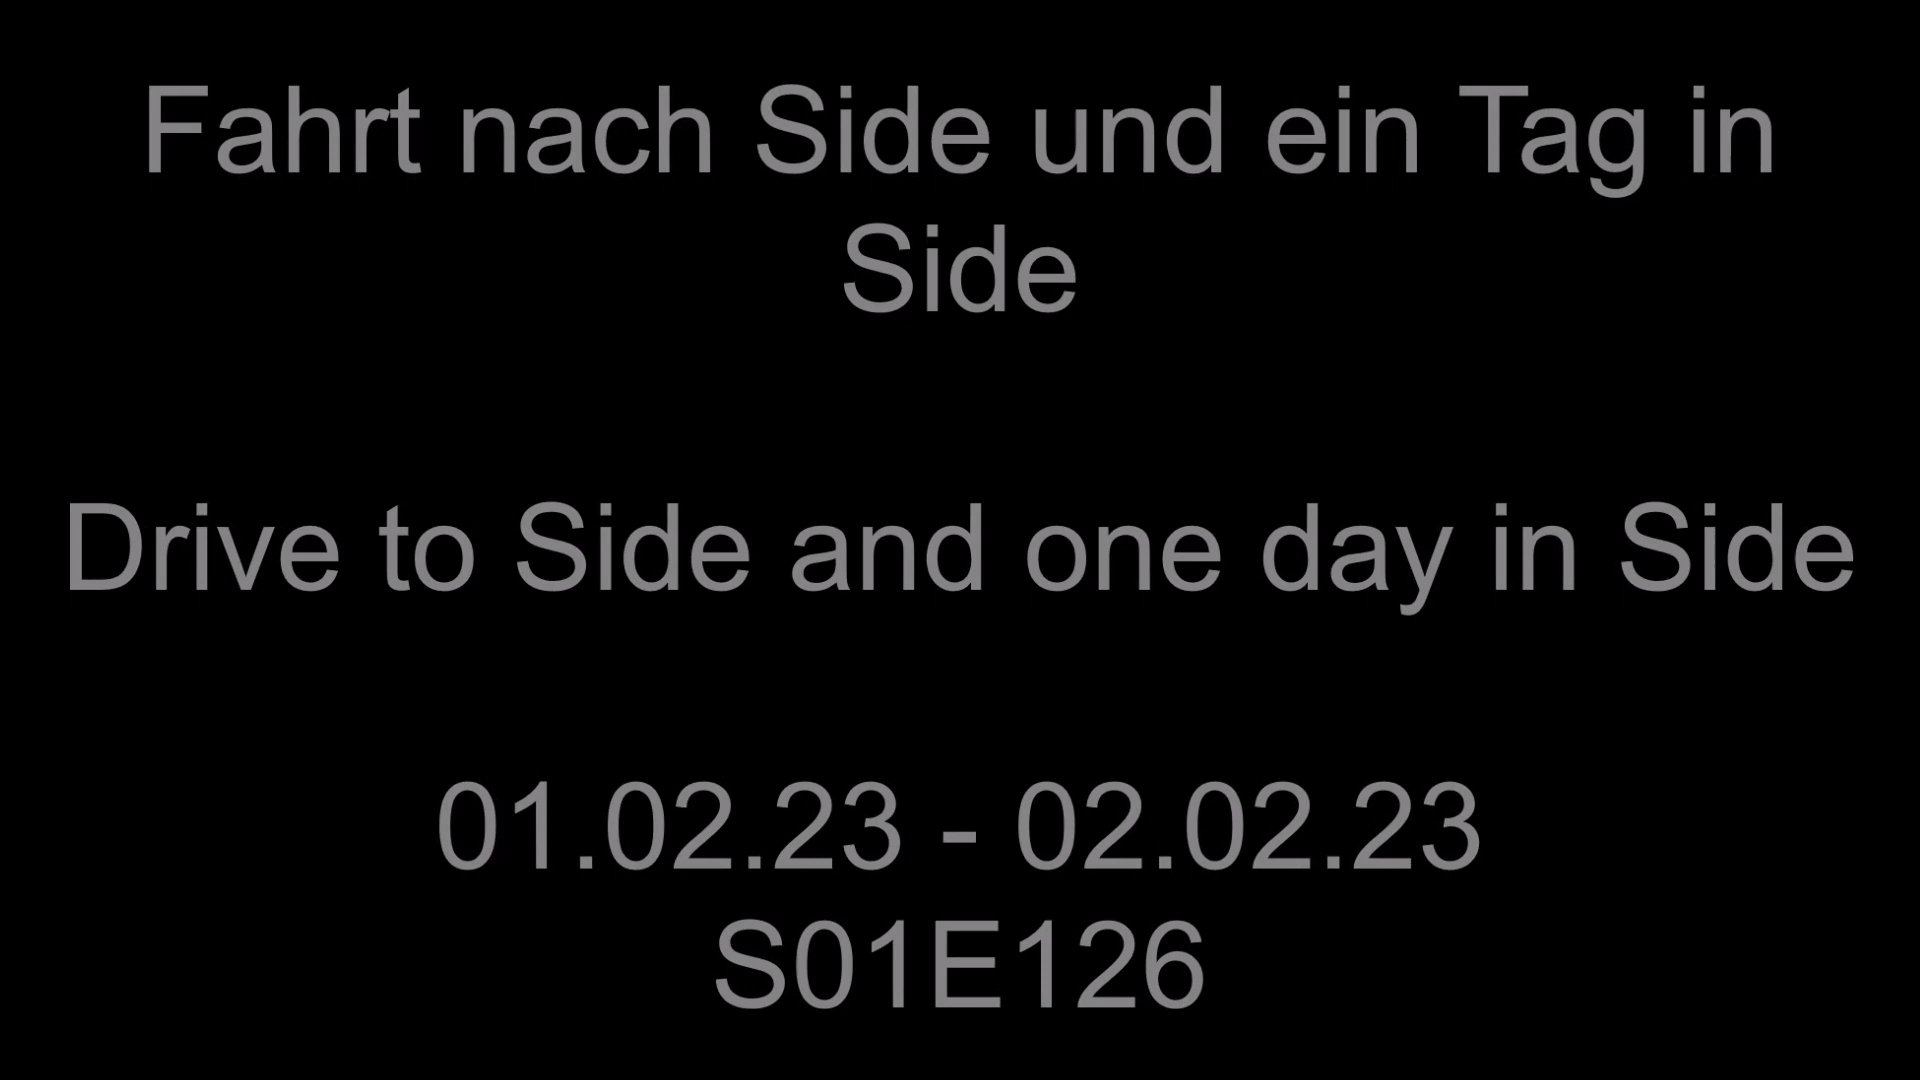 Fahrt nach Side und ein Tag in
Side
Drive to Side and one day in Side
01.02.23 - 02.02.23
S01E126